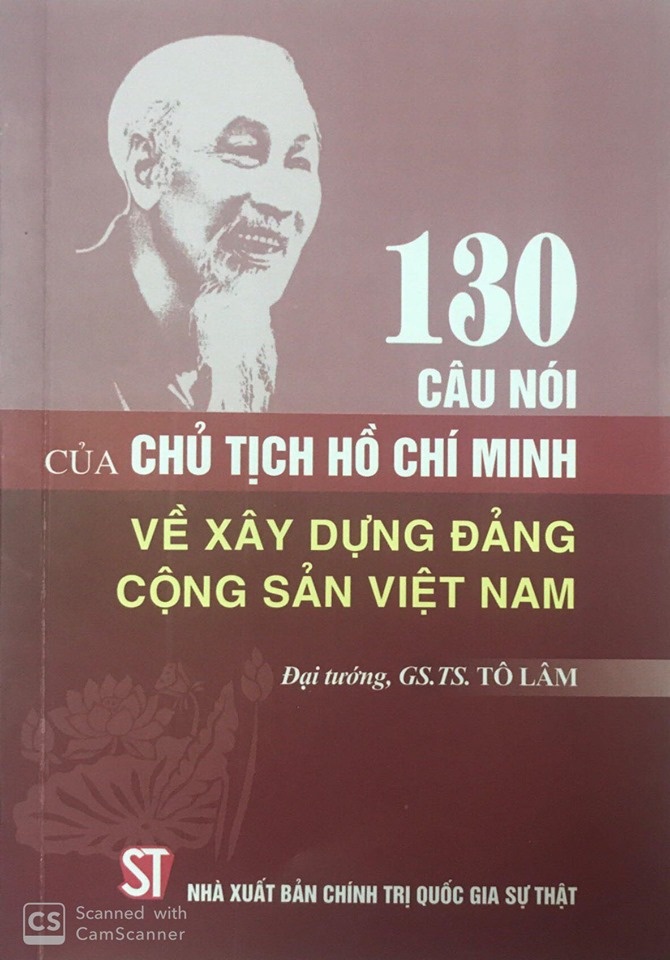 130
CÂU NÓI
CỦA CHỦ TỊCH HỒ CHÍ MINH
VỀ XÂY DỰNG ĐẢNG
CỘNG SẢN VIỆT NAM
Đại tướng, GS.TS. TÔ LÂM
ST
NHÀ XUẤT BẢN CHÍNH TRỊ QUỐC GIA SỰ THẬT
CS Scanned with
CamScanner